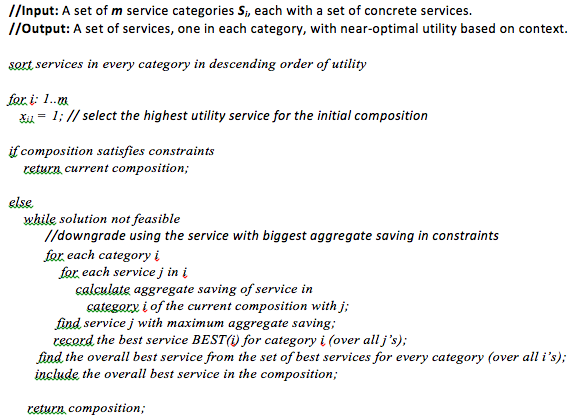 //Input: A set of m service categories Si, each with a set of concrete services.
//Output: A set of services, one in each category, with near-optimal utility based on context.
sort services in every category in descending order of utility
for i: 1..m
xi1 = 1; // select the highest utility service for the initial composition
if composition satisfies constraints
return current composition;
else
while solution not feasible
//downgrade using the service with biggest aggregate saving in constraints
for each category i
for each service j in i
calculate aggregate saving of service in
category i of the current composition with j;
find service j with maximum aggregate saving;
record the best service BEST(i) for category i (over all j's);
find the overall best service from the set of best services for every category (over all i's);
include the overall best service in the composition;
return composition;